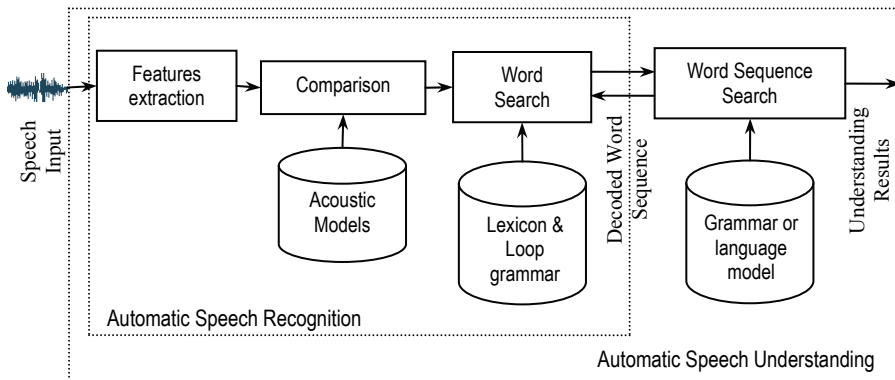 Features
extraction
Comparison
Word
Search
Word Sequence
Search
Speech
Input
Acoustic
Models
Lexicon &
Loop
grammar
Decoded Word
Sequence
Grammar or
language
model
Understanding
Results
Automatic Speech Recognition
Automatic Speech Understanding